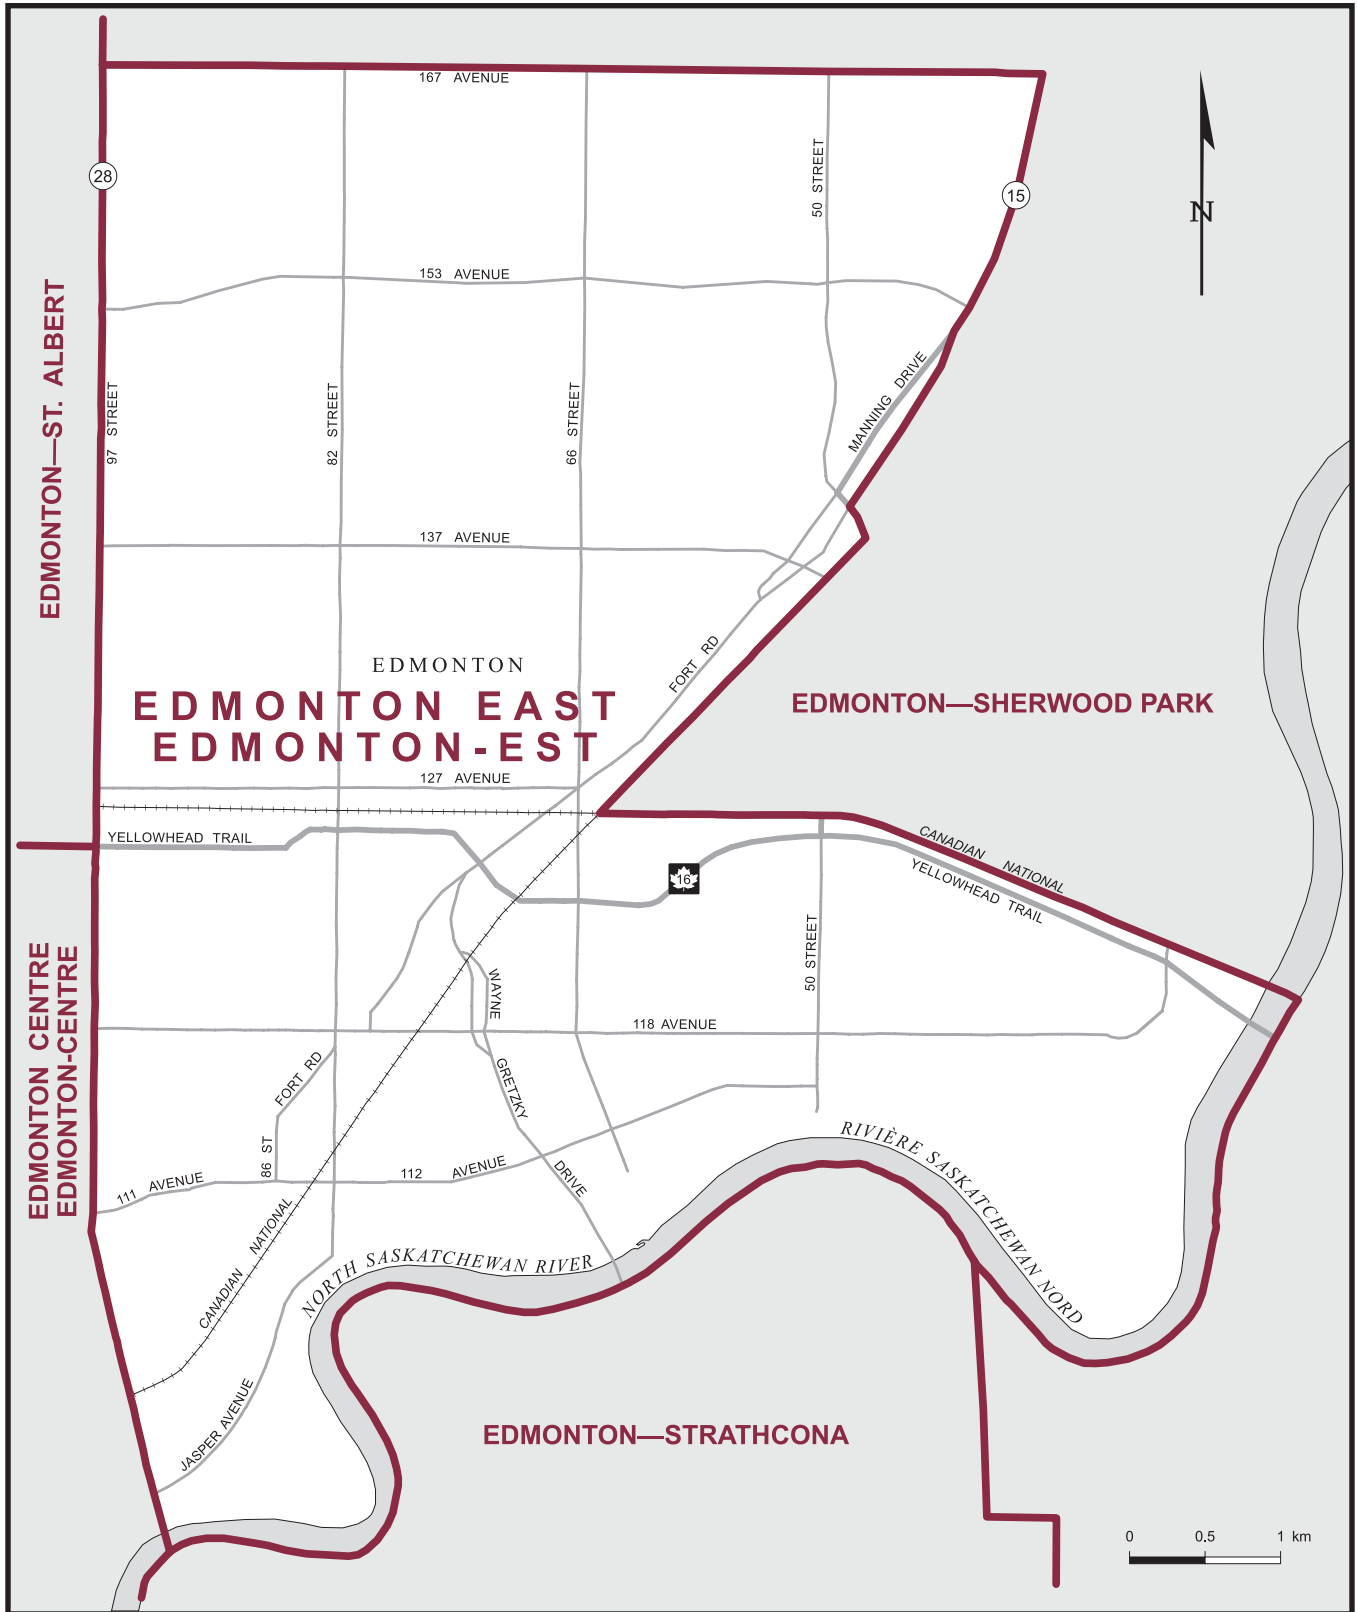 167 AVENUE
28
50 STREET
15
N
153 AVENUE
EDMONTON—ST. ALBERT
97 STREET
82 STREET
66 STREET
MANNING DRIVE
137 AVENUE
FORT RD
EDMONTON
EDMONTON EAST
EDMONTON-EST
EDMONTON—SHERWOOD PARK
127 AVENUE
YELLOWHEAD TRAIL
CANADIAN NATIONAL
YELLOWHEAD TRAIL
16
50 STREET
EDMONTON CENTRE
EDMONTON-CENTRE
WAYNE
GRETZKY
DRIVE
118 AVENUE
FORT RD
86 ST
111 AVENUE
112 AVENUE
CANADIAN NATIONAL
NORTH SASKATCHEWAN RIVER
RIVIÈRE SASKATCHEWAN NORD
JASPER AVENUE
EDMONTON—STRATHCONA
0 0.5 1 km